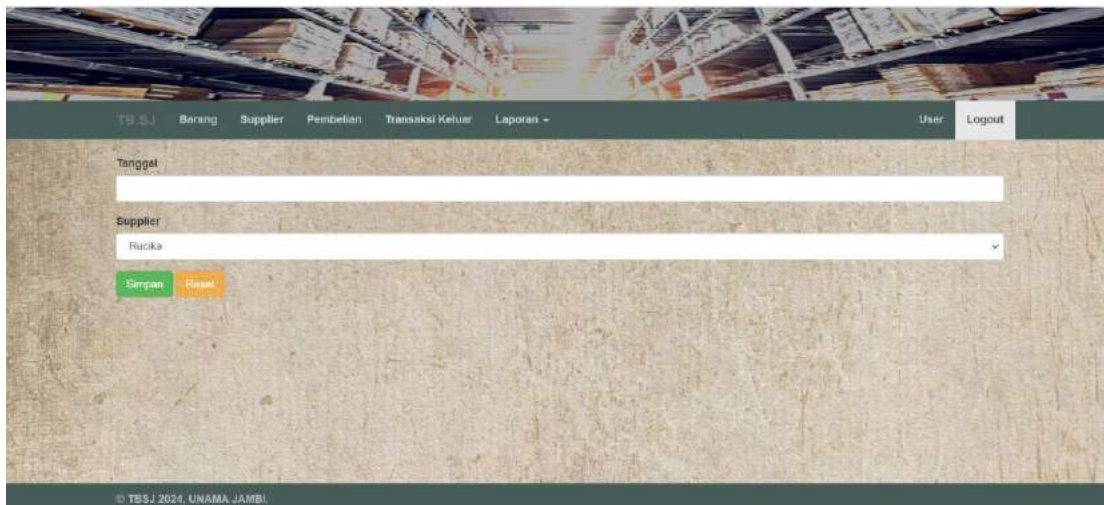 TB.SJ Barang Supplier Pembelian Transaksi Keluar Laporan User Logout
Tanggal
Supplier
Rucika
Simpan Reset
© TBSJ 2024, UNAMA JAMBI.